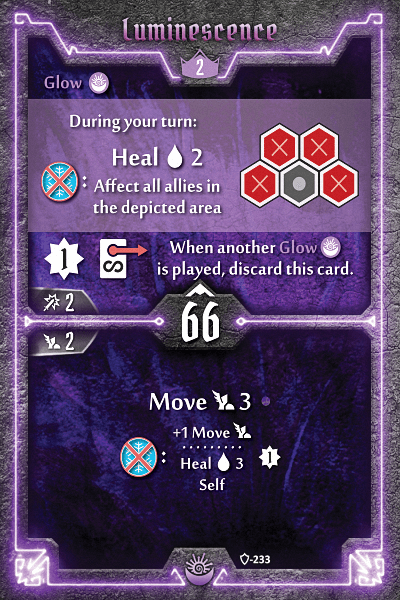 Luminescence
2
Glow
During your turn:
Heal 2
: Affect all allies in
the depicted area
1
When another Glow
is played, discard this card.
2
66
2
Move 3
+1 Move
:
Heal 3
1
Self
-233